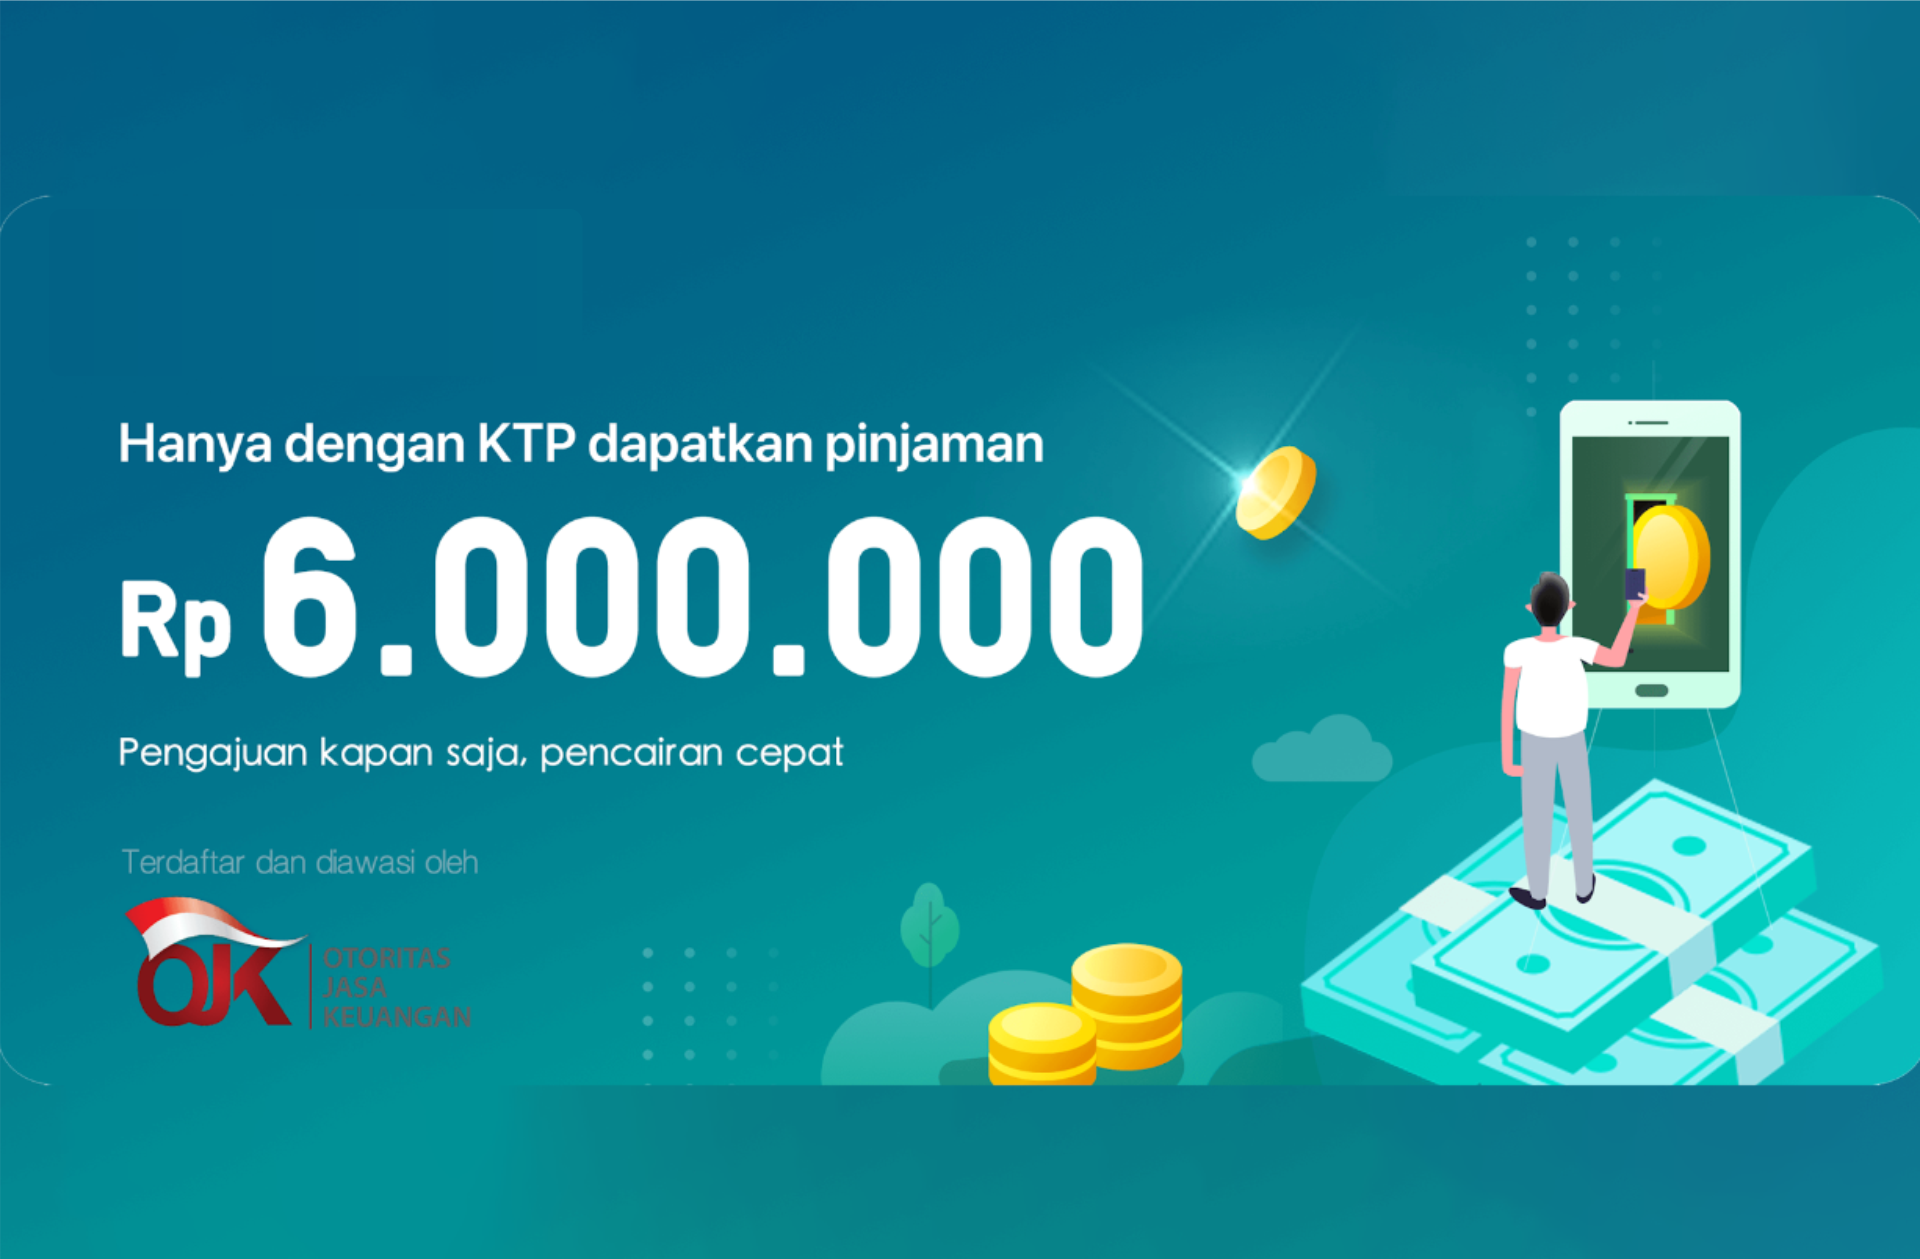 Hanya dengan KTP dapatkan pinjaman
Rp 6.000.000
Pengajuan kapan saja, pencairan cepat
Terdaftar dan diawasi oleh
OJK
OTORITAS
JASA
KEUANGAN